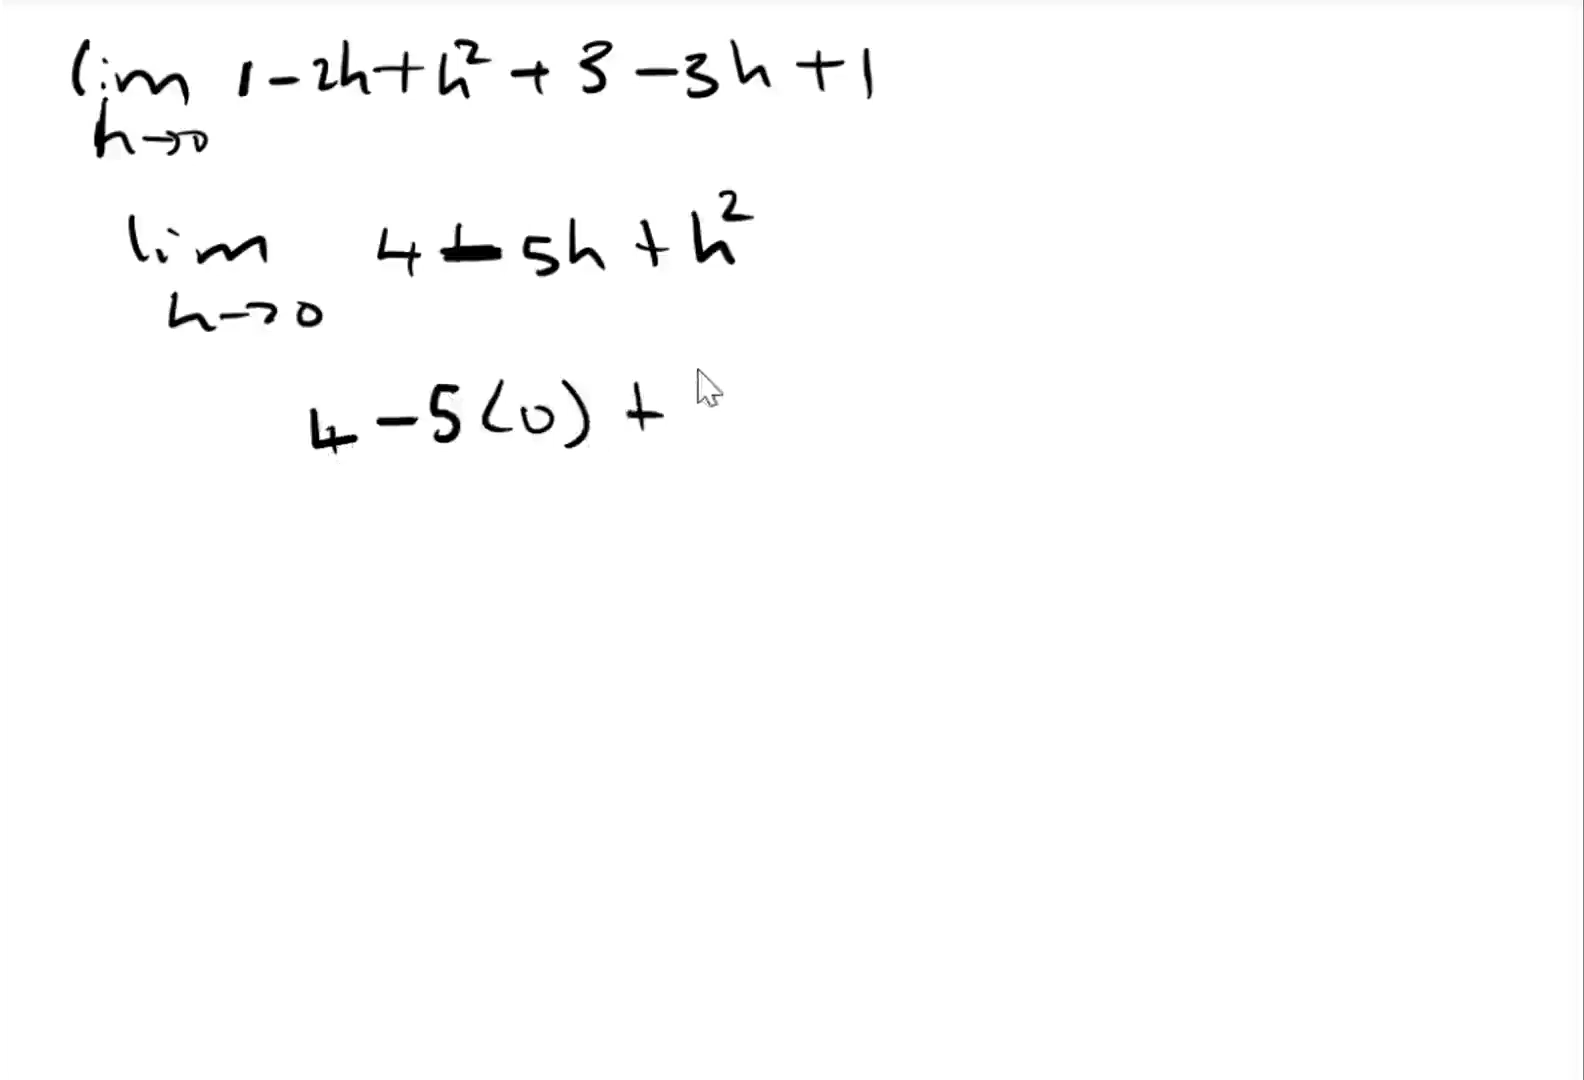 lim 1-2h+h² + 3 -3h +1
h→0
lim 4 - 5h + h²
h→0
4 -5(0) +